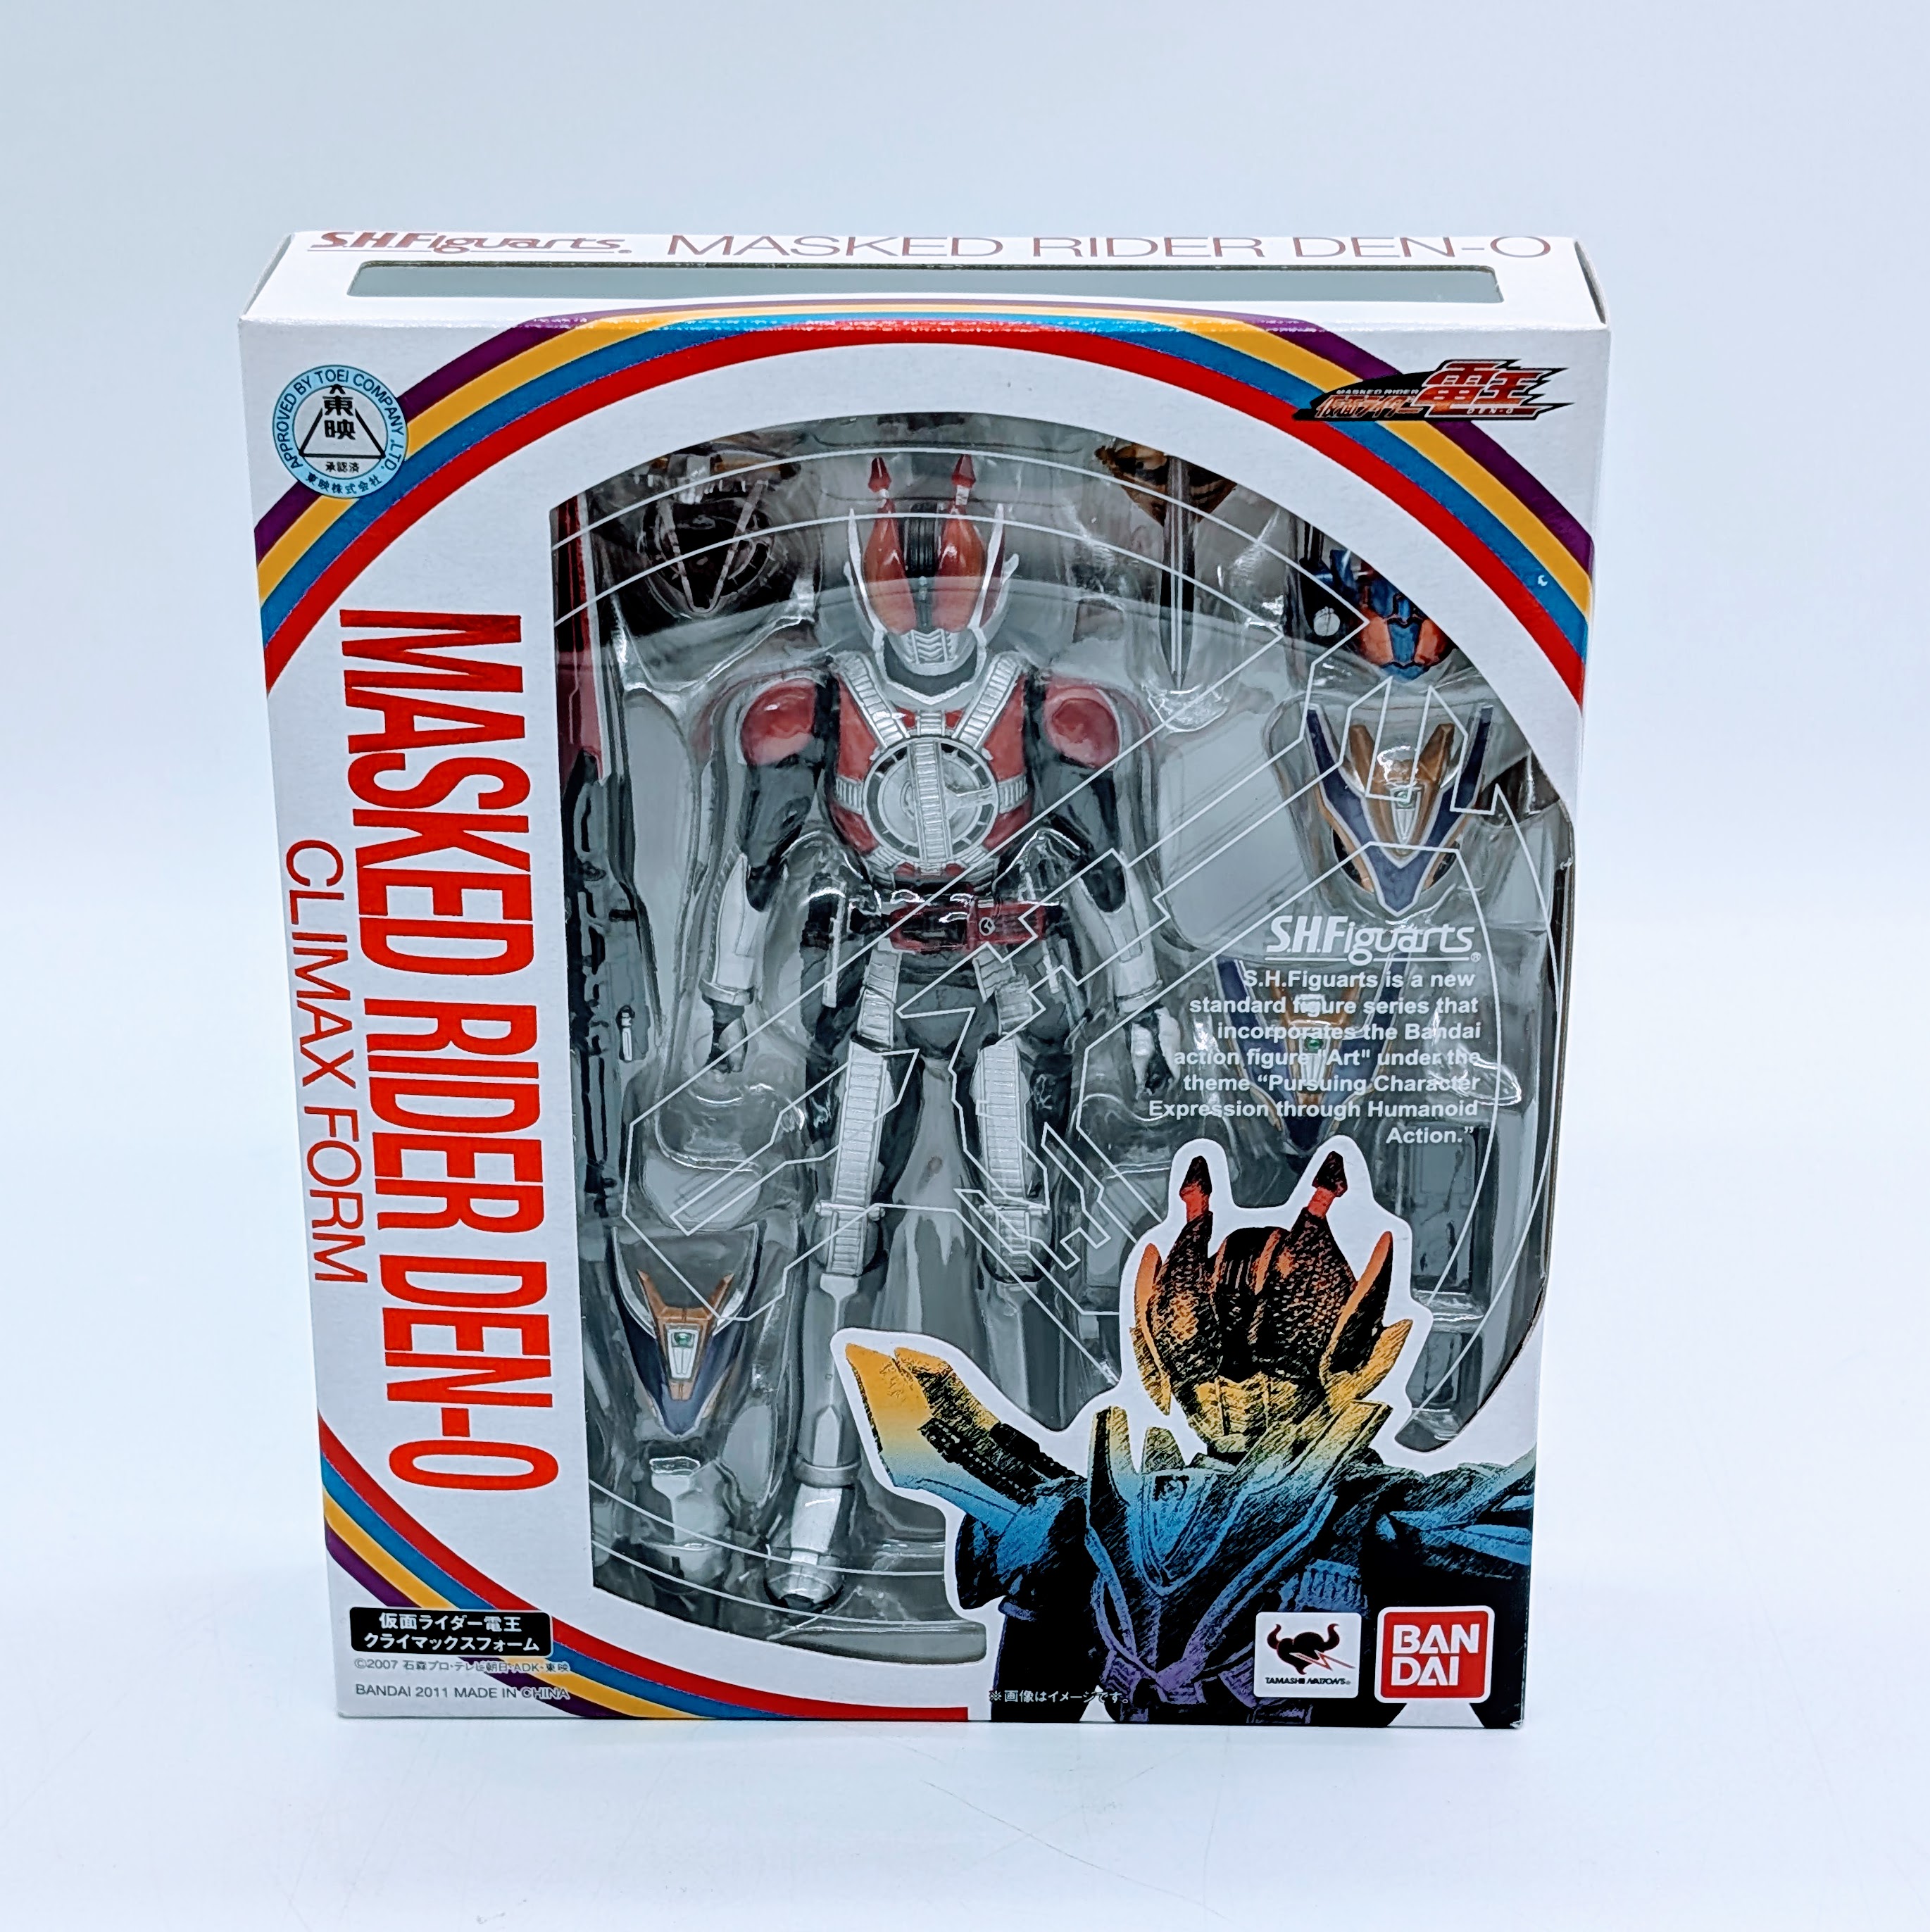 S.H.Figuarts. MASKED RIDER DEN-O
APPROVED BY TOEI COMPANY,LTD.
東映
承認済
東映株式会社
MASKED RIDER
仮面ライダー電王
DEN-O
MASKED RIDER DEN-O
CLIMAX FORM
S.H.Figuarts®
S.H.Figuarts is a new
standard figure series that
incorporates the Bandai
action figure "Art" under the
theme “Pursuing Character
Expression through Humanoid
Action.”
仮面ライダー電王
クライマックスフォーム
©2007 石森プロ・テレビ朝日・ADK・東映
BANDAI 2011 MADE IN CHINA
※画像はイメージです。
TAMASHII NATIONS®
BAN
DAI